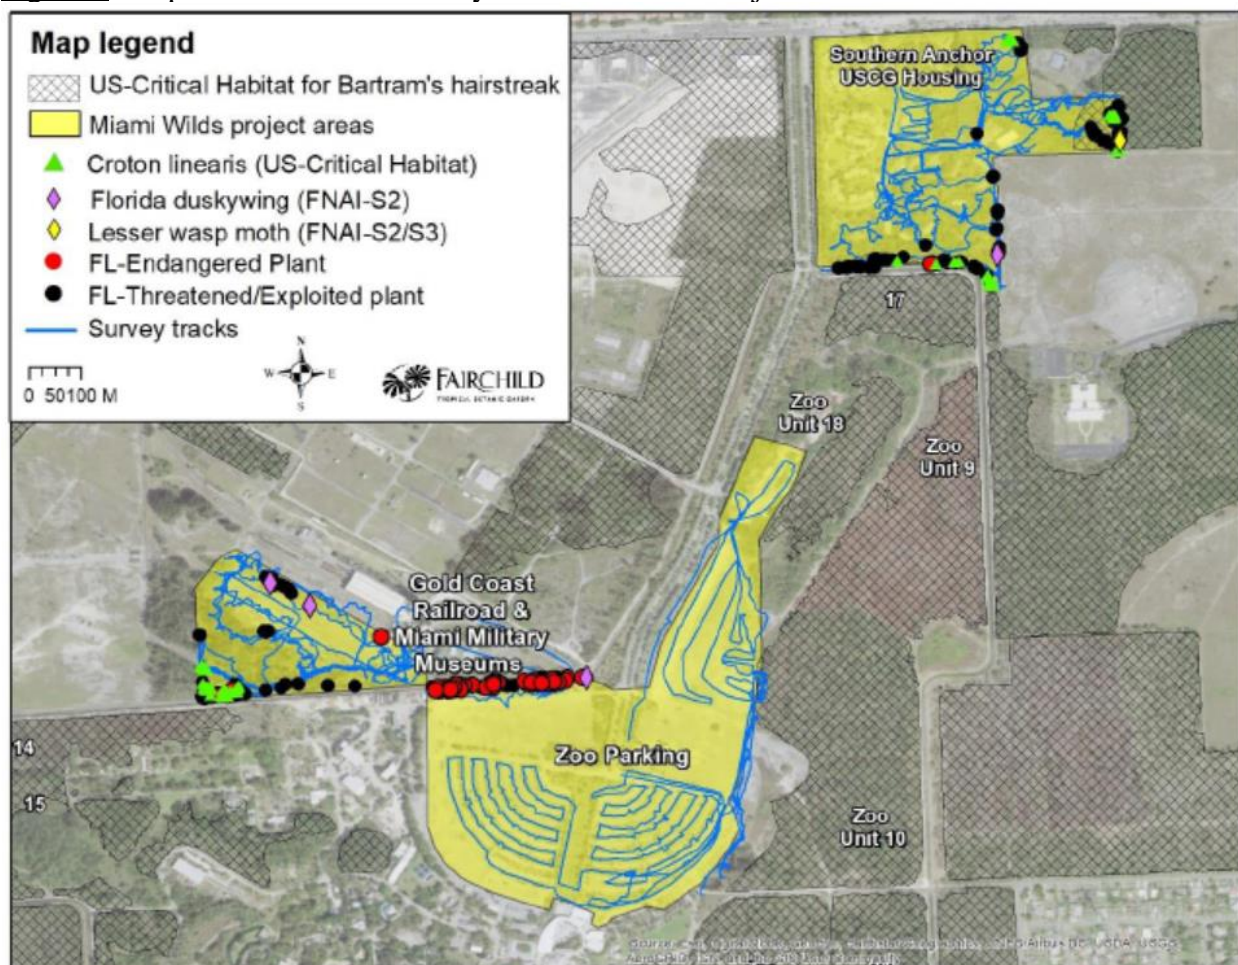 Map legend
US-Critical Habitat for Bartram's hairstreak
Miami Wilds project areas
Croton linearis (US-Critical Habitat)
Florida duskywing (FNAI-S2)
Lesser wasp moth (FNAI-S2/S3)
FL-Endangered Plant
FL-Threatened/Exploited plant
Survey tracks
N
W E
S
0 50100 M
FAIRCHILD
TROPICAL BOTANIC GARDEN
Southern Anchor
USCG Housing
17
Zoo
Unit 18
Zoo
Unit 9
Gold Coast
Railroad &
Miami Military
Museums
Zoo Parking
14
15
Zoo
Unit 10